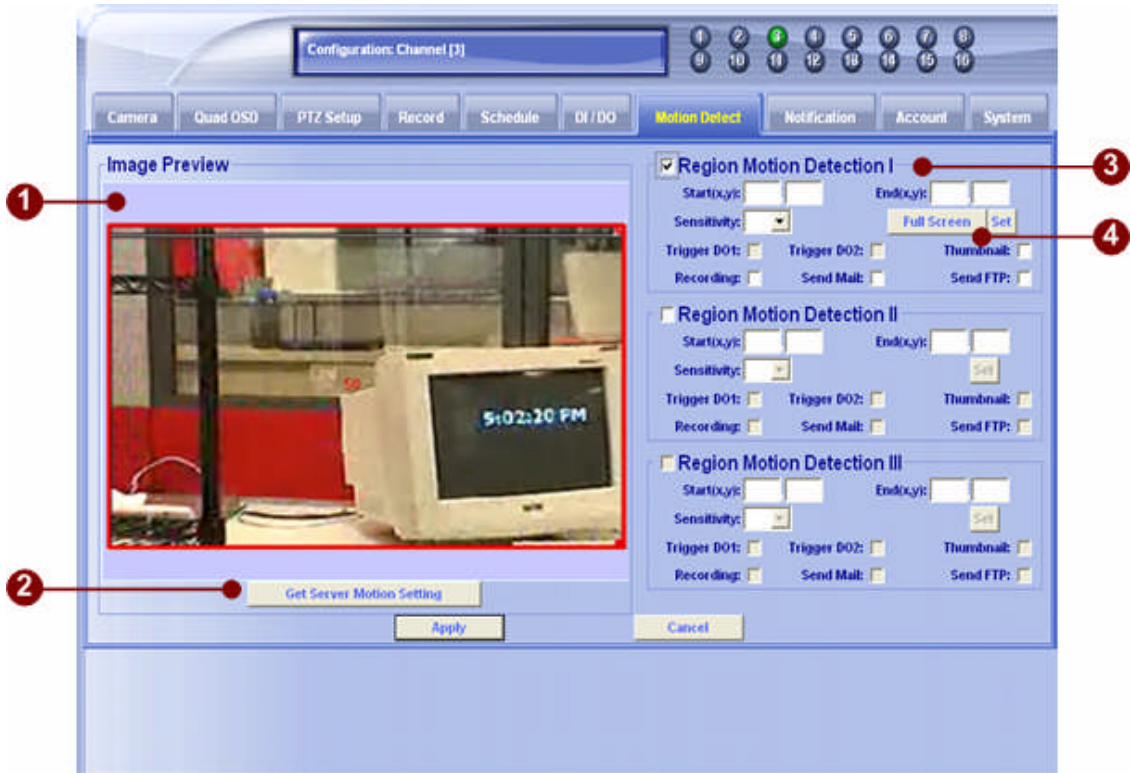 Configuration: Channel [3]
1 2 3 4 5 6 7 8
9 10 11 12 13 14 15 16
Camera Quad OSD PTZ Setup Record Schedule DI / DO Motion Detect Notification Account System
Image Preview
1
50
5:02:20 PM
2
Get Server Motion Setting
Apply
Cancel
Region Motion Detection I
3
Start(x,y): End(x,y):
Sensitivity: Full Screen Set
4
Trigger DO1: Trigger DO2: Thumbnail:
Recording: Send Mail: Send FTP:
Region Motion Detection II
Start(x,y): End(x,y):
Sensitivity: Set
Trigger DO1: Trigger DO2: Thumbnail:
Recording: Send Mail: Send FTP:
Region Motion Detection III
Start(x,y): End(x,y):
Sensitivity: Set
Trigger DO1: Trigger DO2: Thumbnail:
Recording: Send Mail: Send FTP: